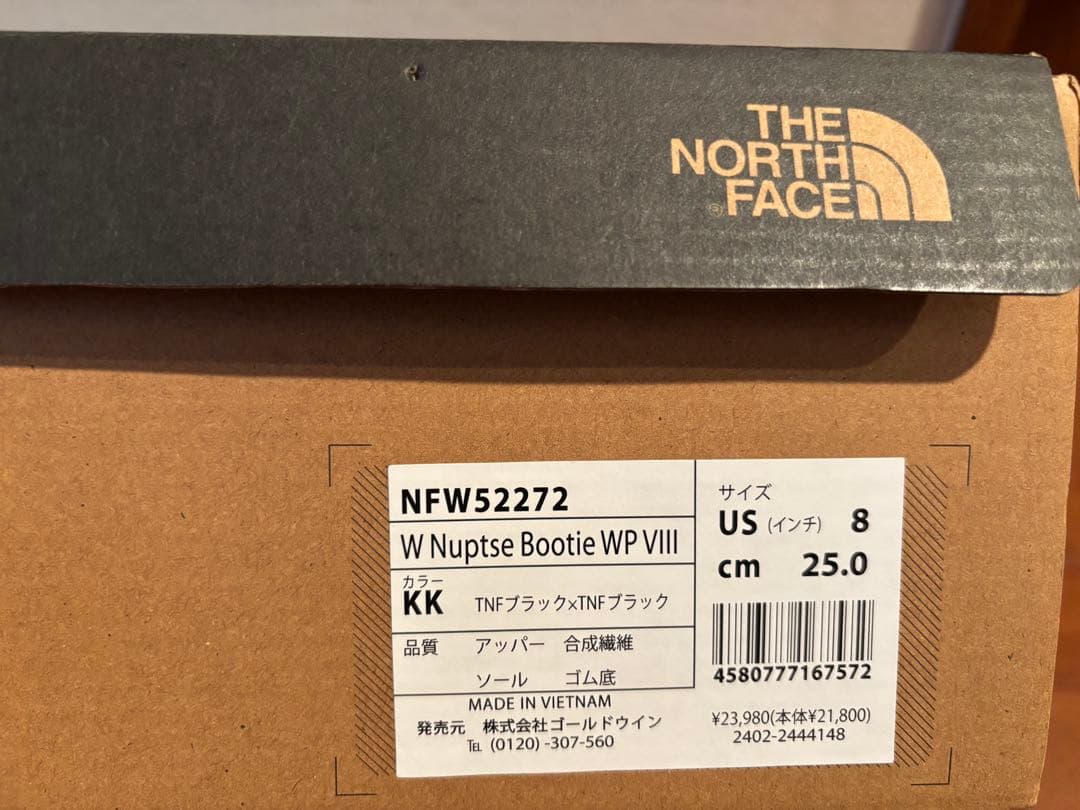 THE
NORTH
FACE
®
NFW52272
W Nuptse Bootie WP VIII
カラー
KK TNFブラック×TNFブラック
品質 アッパー 合成繊維
ソール ゴム底
MADE IN VIETNAM
発売元 株式会社ゴールドウイン
℡ (0120) -307-560
サイズ
US (インチ) 8
cm 25.0
4580777167572
¥23,980(本体¥21,800)
2402-2444148